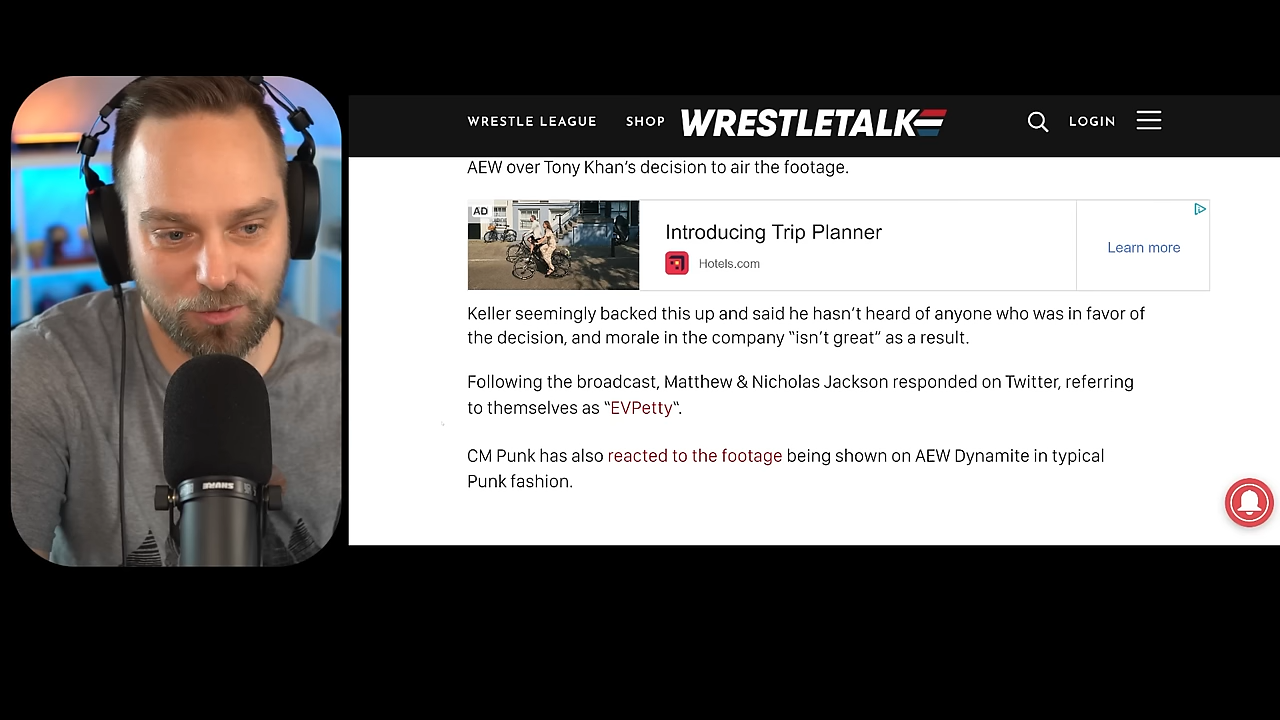 WRESTLE LEAGUE SHOP WRESTLETALK LOGIN
AEW over Tony Khan's decision to air the footage.
AD
Introducing Trip Planner
Hotels.com
Learn more
Keller seemingly backed this up and said he hasn't heard of anyone who was in favor of
the decision, and morale in the company "isn't great" as a result.
Following the broadcast, Matthew & Nicholas Jackson responded on Twitter, referring
to themselves as "EVPetty".
CM Punk has also reacted to the footage being shown on AEW Dynamite in typical
Punk fashion.
SHURE